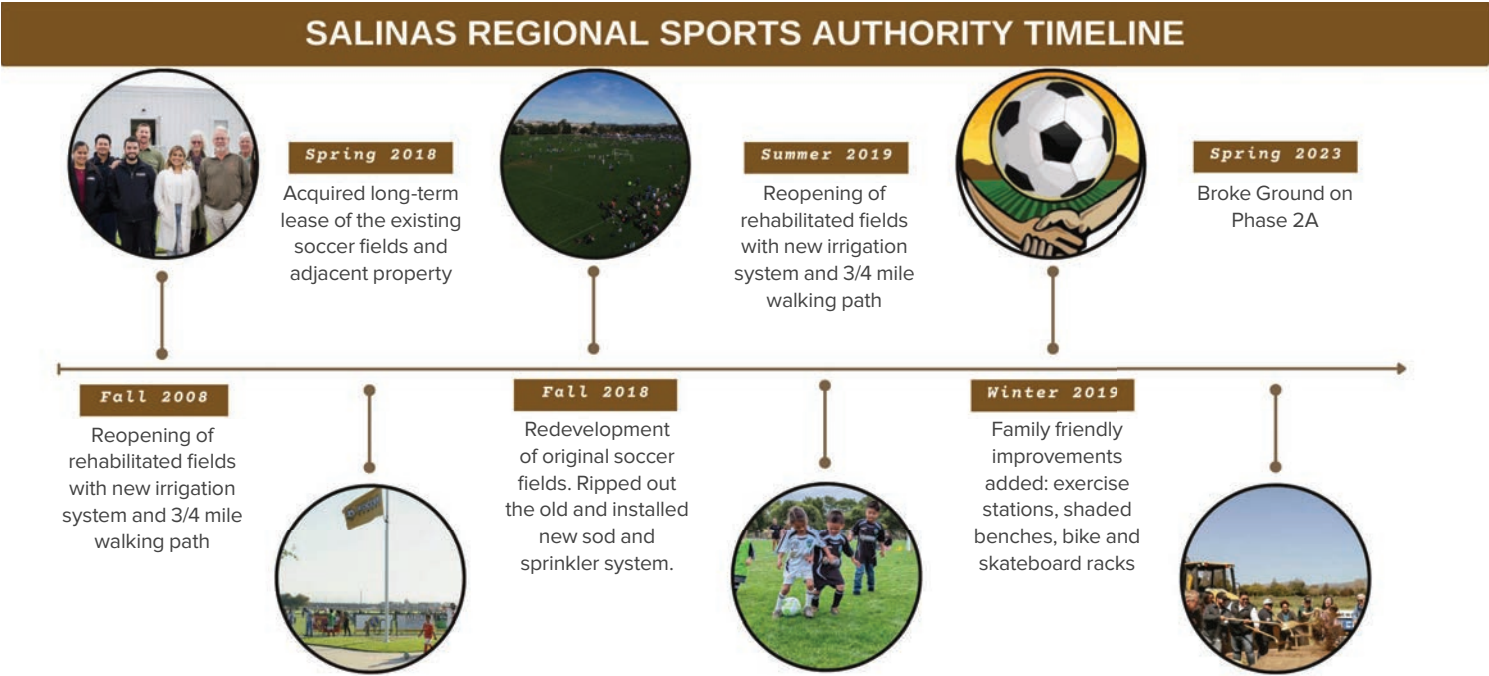 SALINAS REGIONAL SPORTS AUTHORITY TIMELINE
Fall 2008
Reopening of
rehabilitated fields
with new irrigation
system and 3/4 mile
walking path
Spring 2018
Acquired long-term
lease of the existing
soccer fields and
adjacent property
Fall 2018
Redevelopment
of original soccer
fields. Ripped out
the old and installed
new sod and
sprinkler system.
Summer 2019
Reopening of
rehabilitated fields
with new irrigation
system and 3/4 mile
walking path
Winter 2019
Family friendly
improvements
added: exercise
stations, shaded
benches, bike and
skateboard racks
Spring 2023
Broke Ground on
Phase 2A